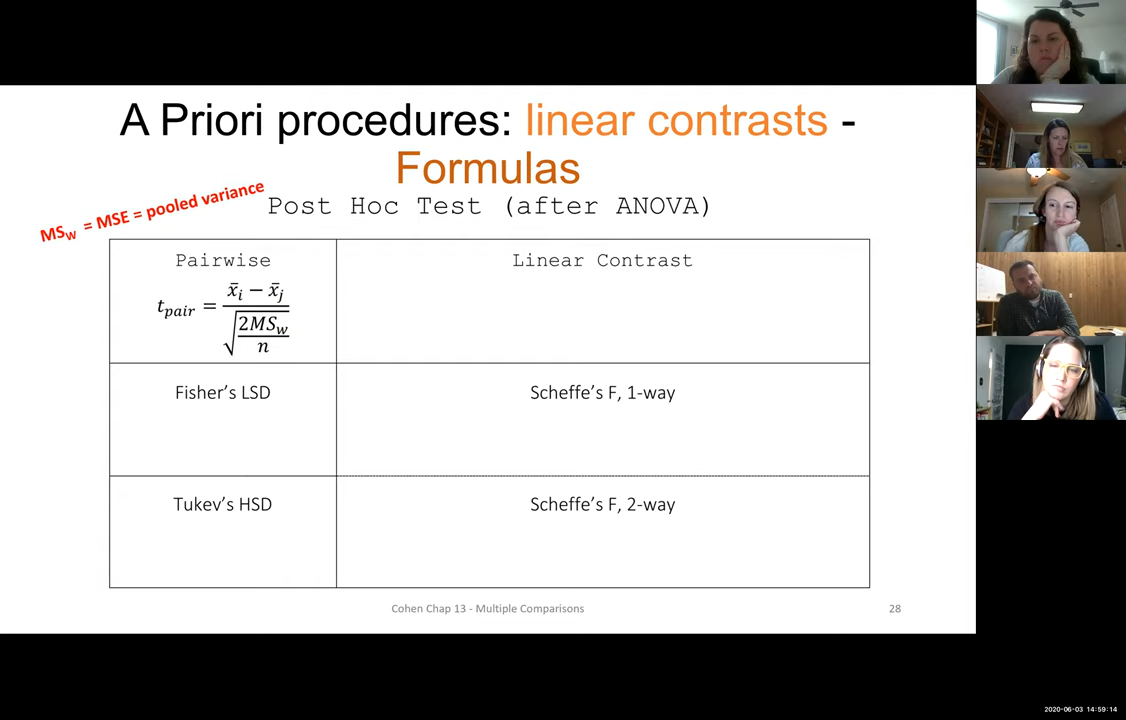 A Priori procedures: linear contrasts -
Formulas
MSw = MSE = pooled variance
Post Hoc Test (after ANOVA)
Pairwise
t_pair = (x̄_i − x̄_j) / √(2MS_w / n)
Linear Contrast
Fisher’s LSD
Scheffe’s F, 1-way
Tukev’s HSD
Scheffe’s F, 2-way
Cohen Chap 13 - Multiple Comparisons
28
2020-06-03 14:59:14